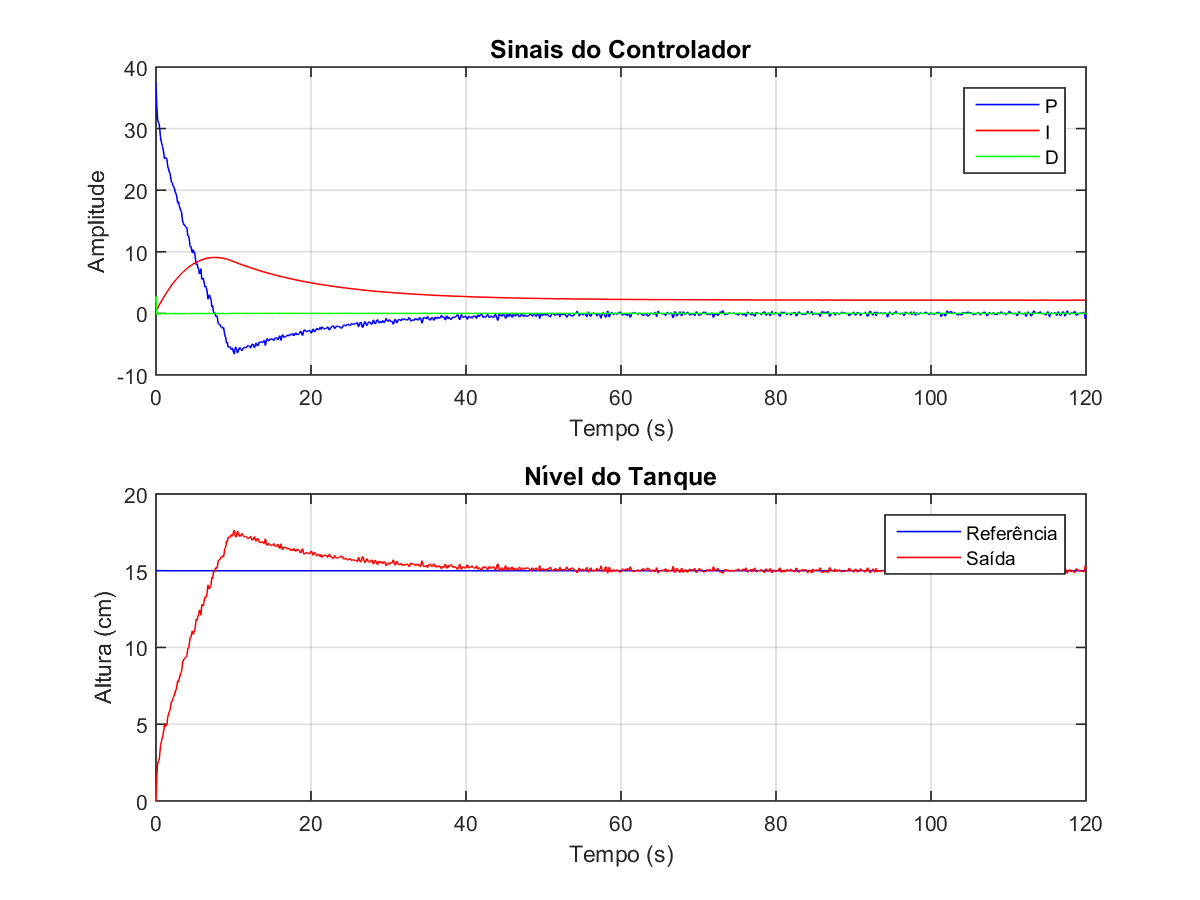 Sinais do Controlador
40
30
20
10
0
-10
Amplitude
P
I
D
0 20 40 60 80 100 120
Tempo (s)
Nível do Tanque
20
15
10
5
0
Altura (cm)
Referência
Saída
0 20 40 60 80 100 120
Tempo (s)